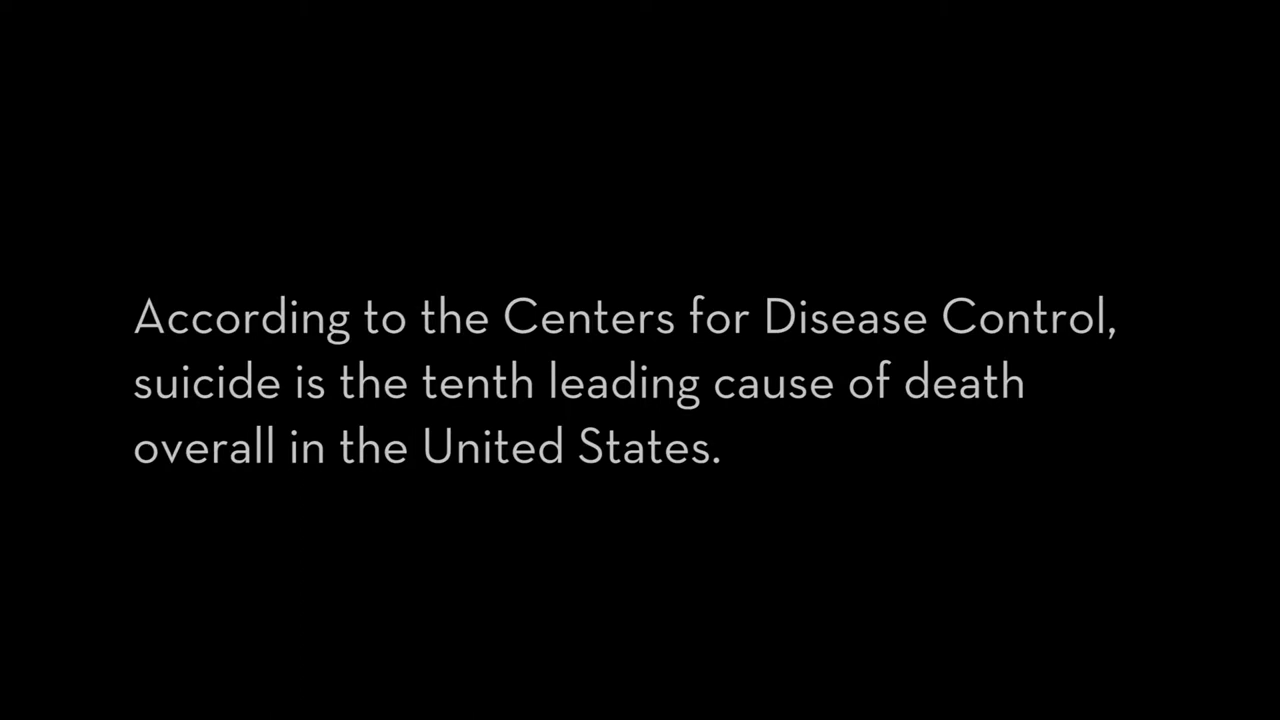 According to the Centers for Disease Control,
suicide is the tenth leading cause of death
overall in the United States.